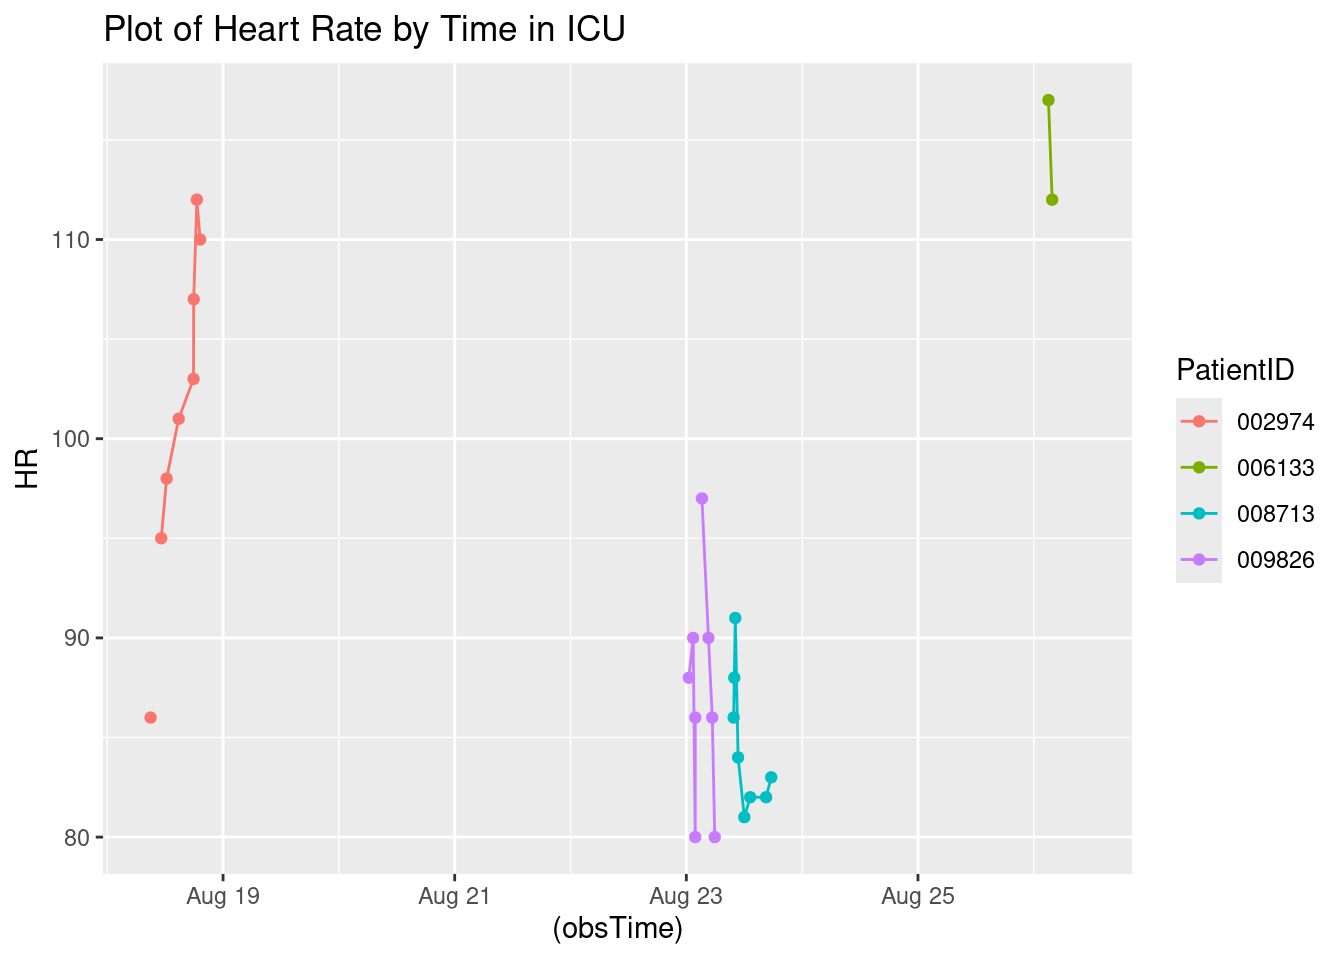 Plot of Heart Rate by Time in ICU
HR
110
100
90
80
Aug 19
Aug 21
Aug 23
Aug 25
(obsTime)
PatientID
002974
006133
008713
009826